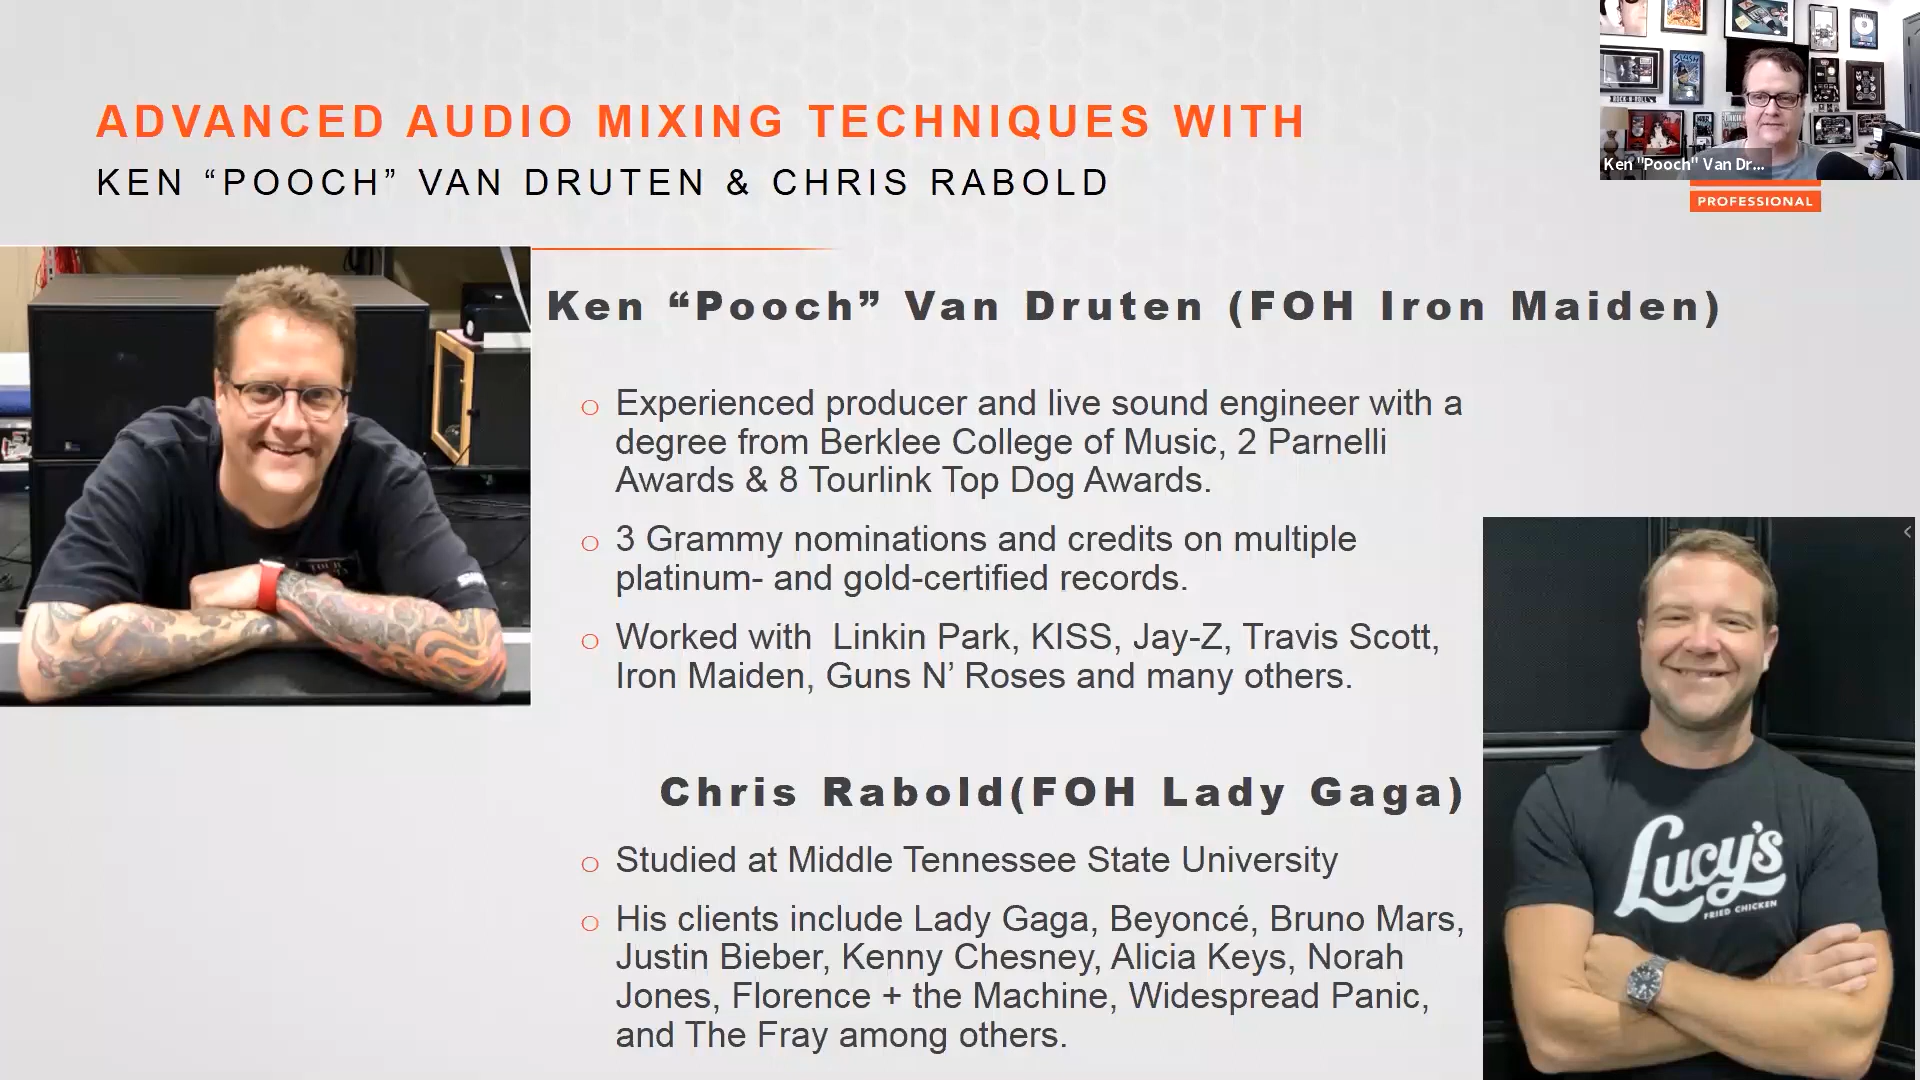 ADVANCED AUDIO MIXING TECHNIQUES WITH
KEN “POOCH” VAN DRUTEN & CHRIS RABOLD
Ken "Pooch" Van Dr...
PROFESSIONAL
Ken “Pooch” Van Druten (FOH Iron Maiden)
Experienced producer and live sound engineer with a
degree from Berklee College of Music, 2 Parnelli
Awards & 8 Tourlink Top Dog Awards.
3 Grammy nominations and credits on multiple
platinum- and gold-certified records.
Worked with Linkin Park, KISS, Jay-Z, Travis Scott,
Iron Maiden, Guns N’ Roses and many others.
Chris Rabold(FOH Lady Gaga)
Studied at Middle Tennessee State University
His clients include Lady Gaga, Beyoncé, Bruno Mars,
Justin Bieber, Kenny Chesney, Alicia Keys, Norah
Jones, Florence + the Machine, Widespread Panic,
and The Fray among others.
Lucy's
FRIED CHICKEN